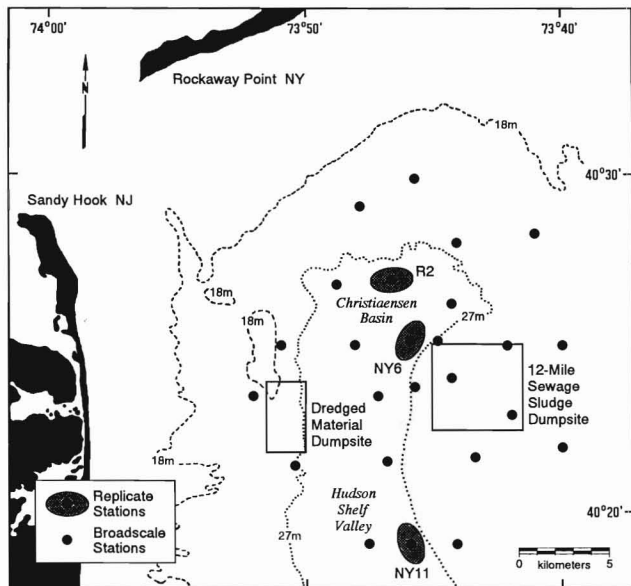 74°00'
73°50'
73°40'
Rockaway Point NY
N
18m
40°30'
Sandy Hook NJ
R2
18m
Christiaensen
Basin
27m
18m
NY6
12-Mile
Sewage
Sludge
Dumpsite
Dredged
Material
Dumpsite
18m
Replicate
Stations
Hudson
Shelf
Valley
40°20'
Broadscale
Stations
27m
NY11
0
5
kilometers